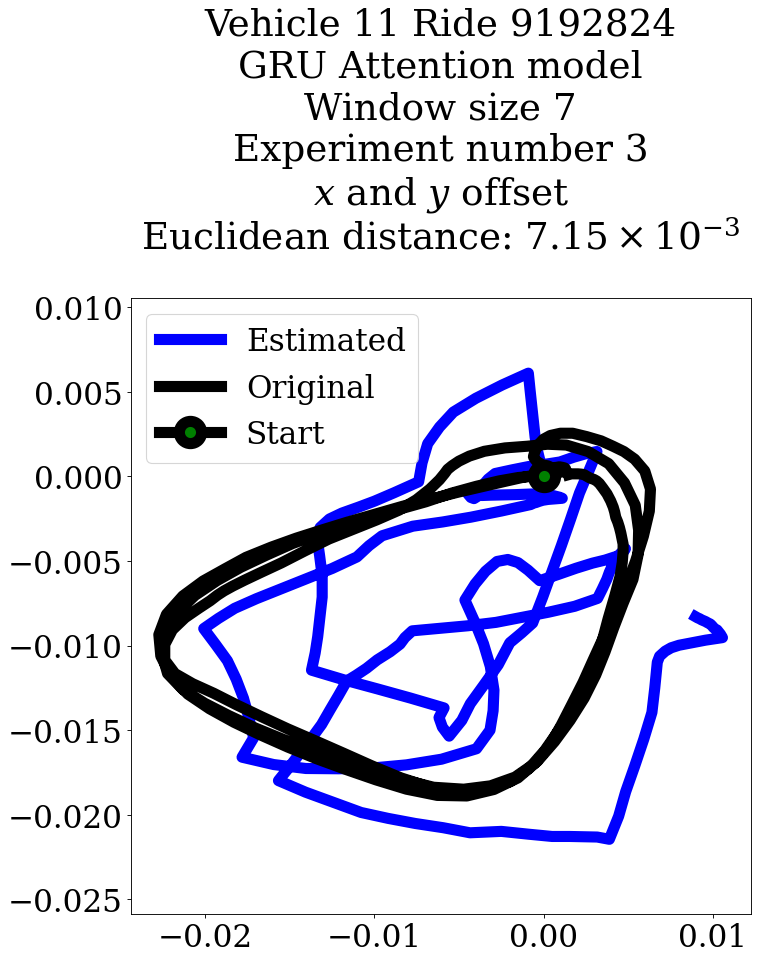 Vehicle 11 Ride 9192824
GRU Attention model
Window size 7
Experiment number 3
x and y offset
Euclidean distance: 7.15 × 10⁻³
0.010
Estimated
0.005
Original
Start
0.000
−0.005
−0.010
−0.015
−0.020
−0.025
−0.02 −0.01 0.00 0.01